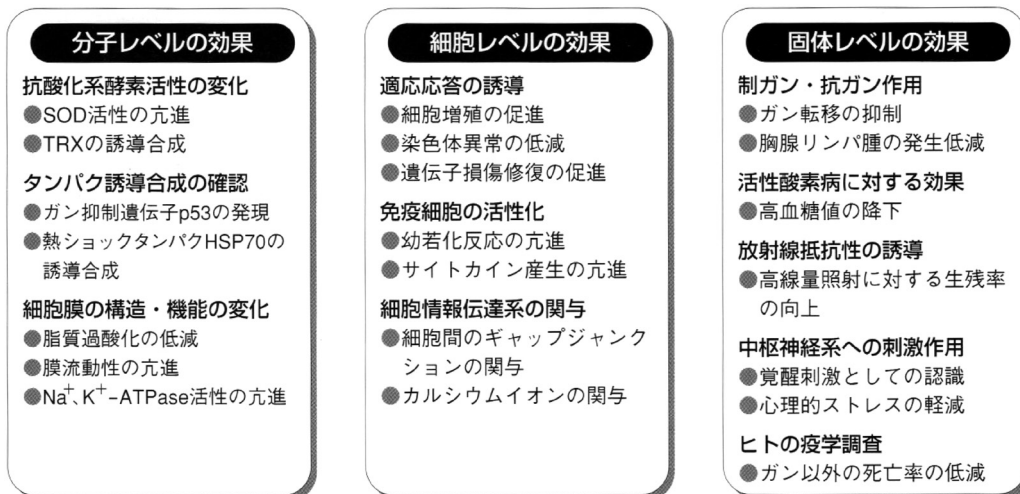 分子レベルの効果
抗酸化系酵素活性の変化
●SOD活性の亢進
●TRXの誘導合成
タンパク誘導合成の確認
●ガン抑制遺伝子p53の発現
●熱ショックタンパクHSP70の
誘導合成
細胞膜の構造・機能の変化
●脂質過酸化の低減
●膜流動性の亢進
●Na⁺、K⁺-ATPase活性の亢進
細胞レベルの効果
適応応答の誘導
●細胞増殖の促進
●染色体異常の低減
●遺伝子損傷修復の促進
免疫細胞の活性化
●幼若化反応の亢進
●サイトカイン産生の亢進
細胞情報伝達系の関与
●細胞間のギャップジャンク
ションの関与
●カルシウムイオンの関与
固体レベルの効果
制ガン・抗ガン作用
●ガン転移の抑制
●胸腺リンパ腫の発生低減
活性酸素病に対する効果
●高血糖値の降下
放射線抵抗性の誘導
●高線量照射に対する生残率
の向上
中枢神経系への刺激作用
●覚醒刺激としての認識
●心理的ストレスの軽減
ヒトの疫学調査
●ガン以外の死亡率の低減